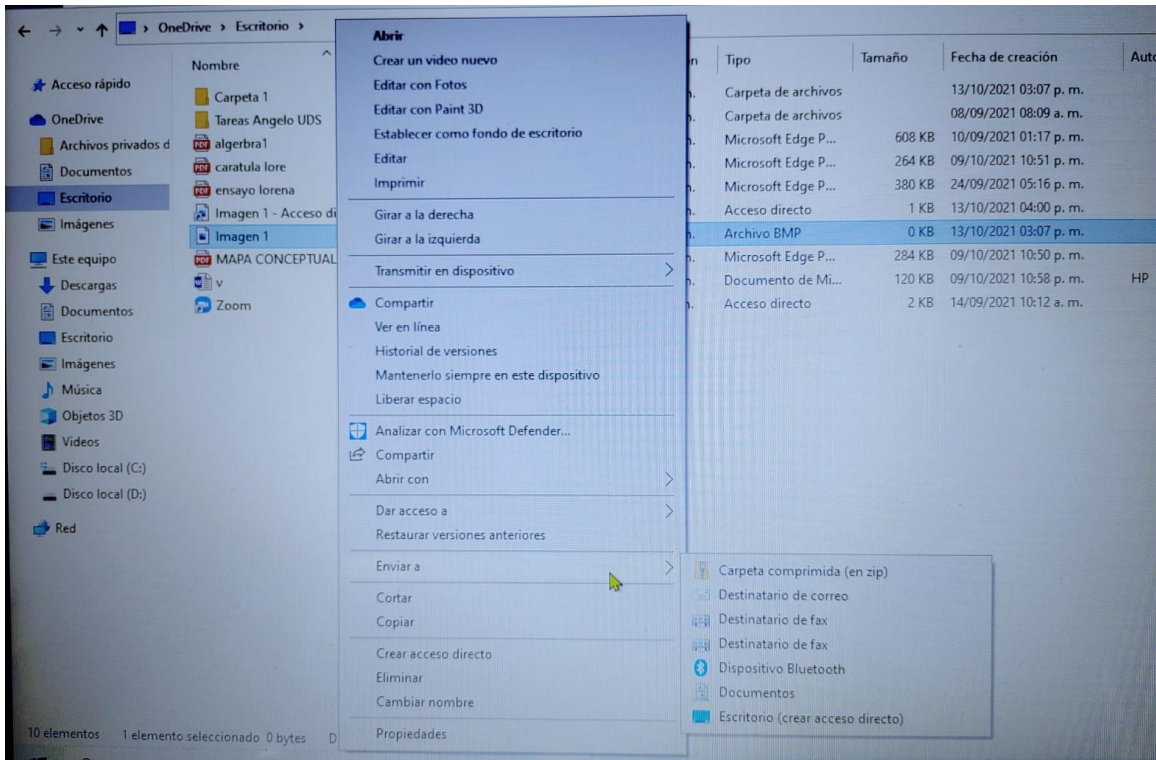 OneDrive > Escritorio >
Acceso rápido
OneDrive
Archivos privados d
Documentos
Escritorio
Imágenes
Este equipo
Descargas
Documentos
Escritorio
Imágenes
Música
Objetos 3D
Videos
Disco local (C:)
Disco local (D:)
Red
Nombre
Carpeta 1
Tareas Angelo UDS
algerbra1
caratula lore
ensayo lorena
Imagen 1 - Acceso di
Imagen 1
MAPA CONCEPTUAL
v
Zoom
Abrir
Crear un video nuevo
Editar con Fotos
Editar con Paint 3D
Establecer como fondo de escritorio
Editar
Imprimir
Girar a la derecha
Girar a la izquierda
Transmitir en dispositivo
Compartir
Ver en línea
Historial de versiones
Mantenerlo siempre en este dispositivo
Liberar espacio
Analizar con Microsoft Defender...
Compartir
Abrir con
Dar acceso a
Restaurar versiones anteriores
Enviar a
Cortar
Copiar
Crear acceso directo
Eliminar
Cambiar nombre
Propiedades
Carpeta comprimida (en zip)
Destinatario de correo
Destinatario de fax
Destinatario de fax
Dispositivo Bluetooth
Documentos
Escritorio (crear acceso directo)
n Tipo Tamaño Fecha de creación Auto
Carpeta de archivos 13/10/2021 03:07 p. m.
Carpeta de archivos 08/09/2021 08:09 a. m.
Microsoft Edge P... 608 KB 10/09/2021 01:17 p. m.
Microsoft Edge P... 264 KB 09/10/2021 10:51 p. m.
Microsoft Edge P... 380 KB 24/09/2021 05:16 p. m.
Acceso directo 1 KB 13/10/2021 04:00 p. m.
Archivo BMP 0 KB 13/10/2021 03:07 p. m.
Microsoft Edge P... 284 KB 09/10/2021 10:50 p. m.
Documento de Mi... 120 KB 09/10/2021 10:58 p. m. HP
Acceso directo 2 KB 14/09/2021 10:12 a. m.
10 elementos 1 elemento seleccionado 0 bytes D